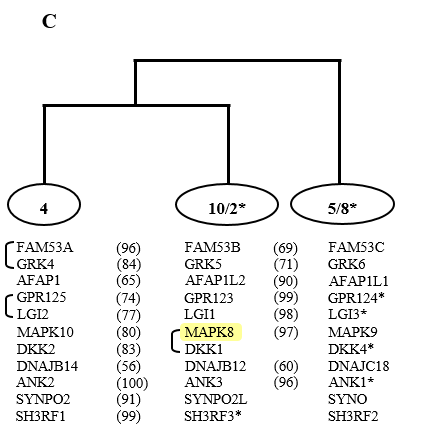 C
4 10/2* 5/8*
FAM53A (96) FAM53B (69) FAM53C
GRK4 (84) GRK5 (71) GRK6
AFAP1 (65) AFAP1L2 (90) AFAP1L1
GPR125 (74) GPR123 (99) GPR124*
LGI2 (77) LGI1 (98) LGI3*
MAPK10 (80) MAPK8 (97) MAPK9
DKK2 (83) DKK1 DKK4*
DNAJB14 (56) DNAJB12 (60) DNAJC18
ANK2 (100) ANK3 (96) ANK1*
SYNPO2 (91) SYNPO2L SYNO
SH3RF1 (99) SH3RF3* SH3RF2